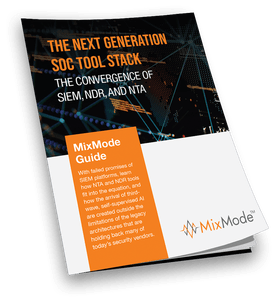 THE NEXT GENERATION
SOC TOOL STACK
THE CONVERGENCE OF
SIEM, NDR, AND NTA
MixMode
Guide
With failed promises of
SIEM platforms, learn
how NTA and NDR tools
fit into the equation, and
how the arrival of third-
wave, self-supervised AI
are created outside the
limitations of the legacy
architectures that are
holding back many of
today's security vendors.
MixMode™